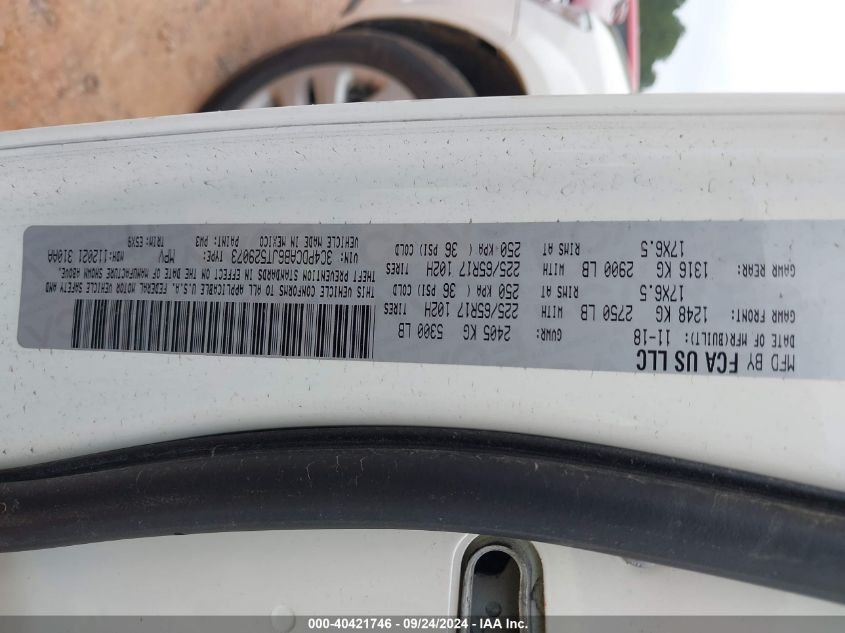 MFD BY FCA US LLC
DATE OF MFR(BUILT): 11-18 GVWR: 2405 KG 5300 LB
GAWR FRONT: 1248 KG 2750 LB WITH 225/65R17 102H TIRES
17X6.5 RIMS AT 250 KPA ( 36 PSI) COLD
GAWR REAR: 1316 KG 2900 LB WITH 225/65R17 102H TIRES
17X6.5 RIMS AT 250 KPA ( 36 PSI) COLD
THIS VEHICLE CONFORMS TO ALL APPLICABLE U.S.A. FEDERAL MOTOR VEHICLE SAFETY AND
THEFT PREVENTION STANDARDS IN EFFECT ON THE DATE OF MANUFACTURE SHOWN ABOVE.
VIN: 3C4PDCAB6JT529073 TYPE: MPV MDH: 112021 310AA
VEHICLE MADE IN MEXICO PAINT: PW3 TRIM: E5X9
000-40421746 - 09/24/2024 - IAA Inc.